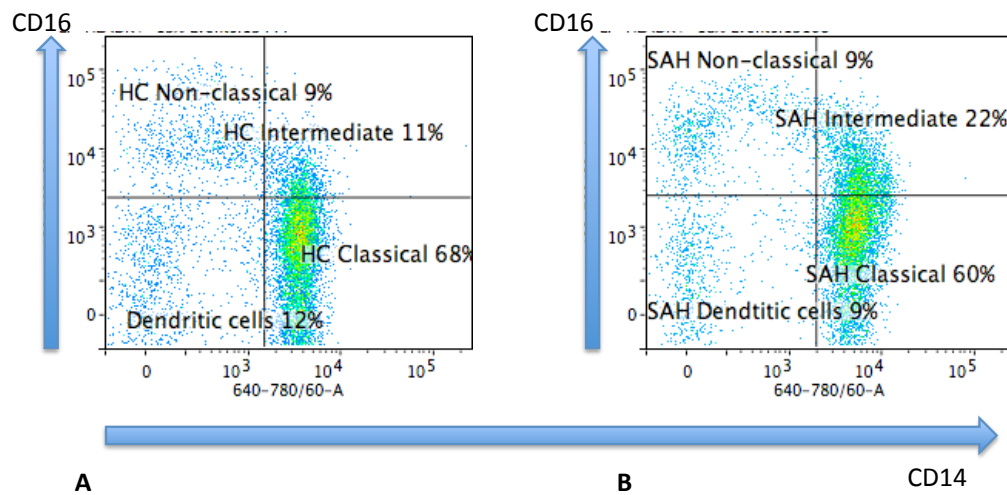 CD16
HC Non-classical 9%
HC Intermediate 11%
HC Classical 68%
Dendritic cells 12%
10^5
10^4
10^3
0
0
10^3
10^4
10^5
640-780/60-A
A
CD16
SAH Non-classical 9%
SAH Intermediate 22%
SAH Classical 60%
SAH Dendtitic cells 9%
10^5
10^4
10^3
0
0
10^3
10^4
10^5
640-780/60-A
B
CD14